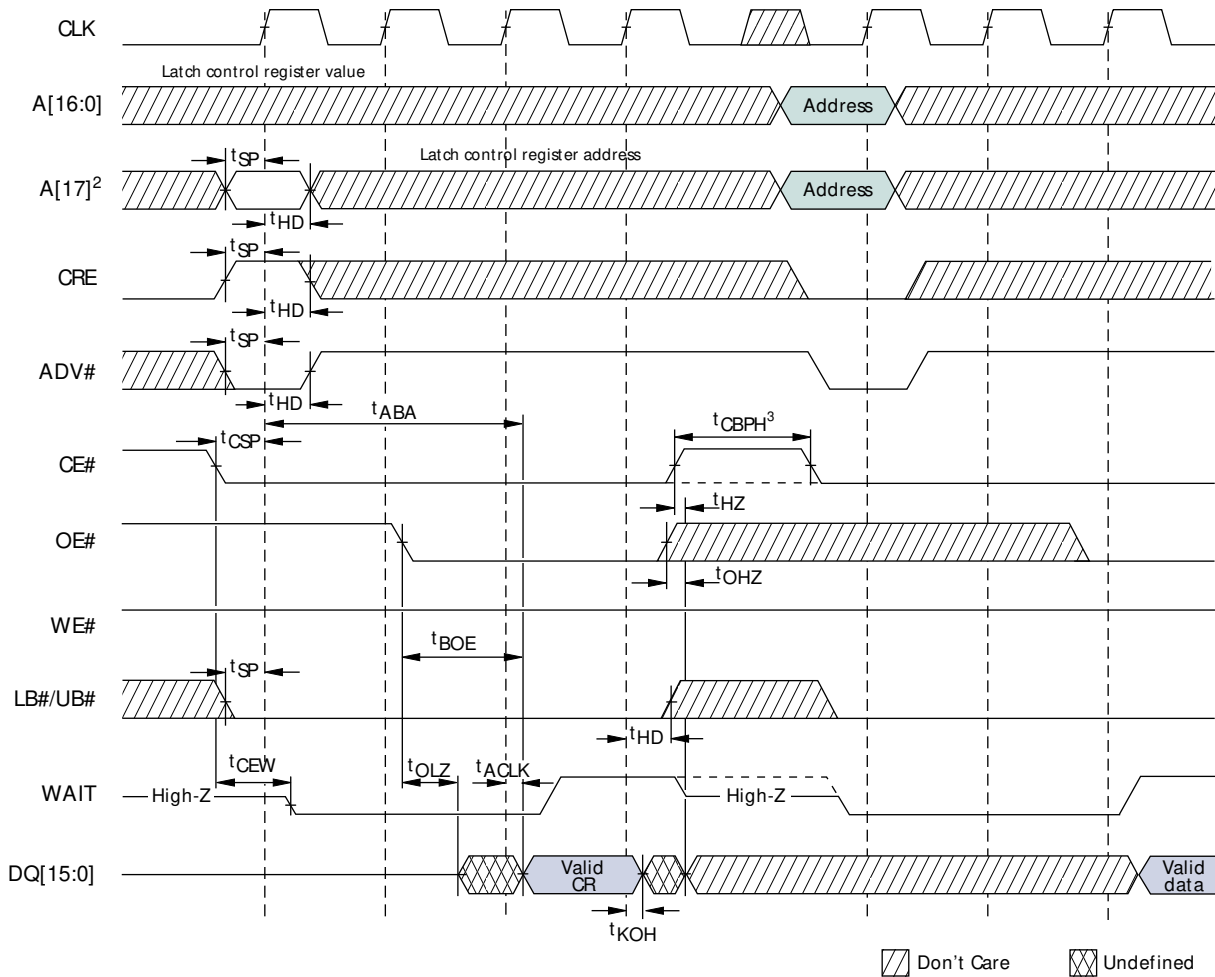 CLK
Latch control register value
A[16:0]
Address
tSP
Latch control register address
A[17]²
Address
tHD
tSP
CRE
tHD
tSP
ADV#
tHD
tABA
tCBPH³
tCSP
CE#
tHZ
OE#
tOHZ
WE#
tBOE
tSP
LB#/UB#
tHD
tCEW
tOLZ
tACLK
WAIT
High-Z
High-Z
DQ[15:0]
Valid
CR
Valid
data
tKOH
Don't Care
Undefined